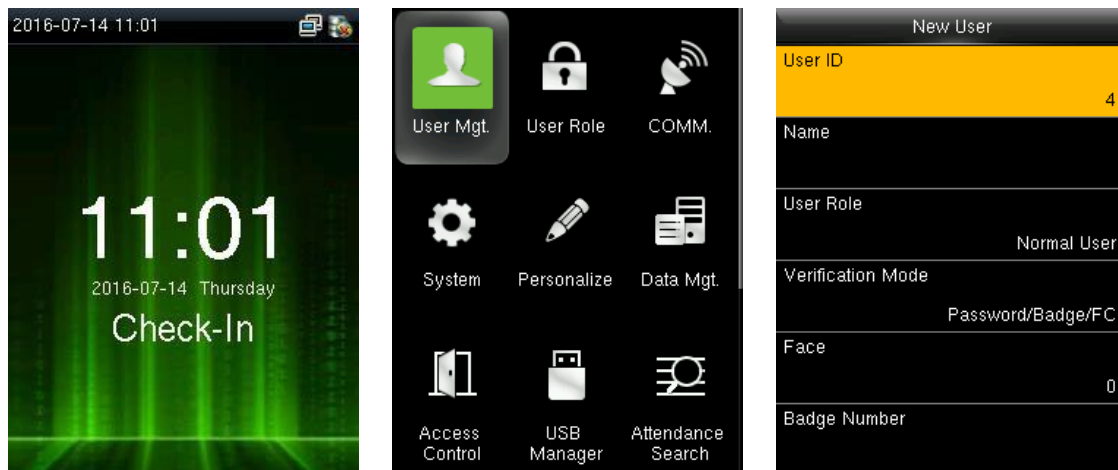 2016-07-14 11:01
11:01
2016-07-14 Thursday
Check-In
User Mgt.
User Role
COMM.
System
Personalize
Data Mgt.
Access
Control
USB
Manager
Attendance
Search
New User
User ID
4
Name
User Role
Normal User
Verification Mode
Password/Badge/FC
Face
0
Badge Number